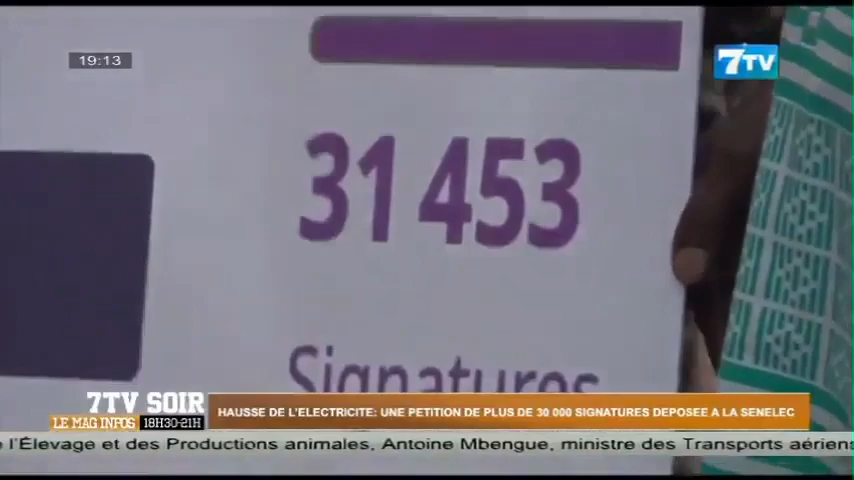 19:13
7TV
31 453
Signatures
7TV SOIR
LE MAG INFOS 18H30-21H
HAUSSE DE L'ELECTRICITE: UNE PETITION DE PLUS DE 30 000 SIGNATURES DEPOSEE A LA SENELEC
l'Élevage et des Productions animales, Antoine Mbengue, ministre des Transports aériens